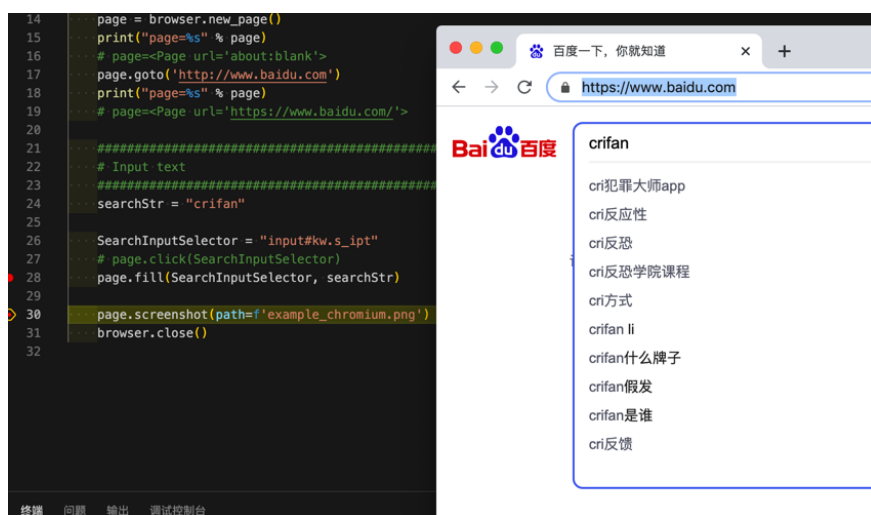 14 page = browser.new_page()
15 print("page=%s" % page)
16 # page=<Page url='about:blank'>
17 page.goto('http://www.baidu.com')
18 print("page=%s" % page)
19 # page=<Page url='https://www.baidu.com/'>
20
21 ################################################
22 # Input text
23 ################################################
24 searchStr = "crifan"
25
26 SearchInputSelector = "input#kw.s_ipt"
27 # page.click(SearchInputSelector)
28 page.fill(SearchInputSelector, searchStr)
29
30 page.screenshot(path=f'example_chromium.png')
31 browser.close()
32
终端 问题 输出 调试控制台
百度一下，你就知道
https://www.baidu.com
Bai du 百度
crifan
cri犯罪大师app
cri反应性
cri反恐
cri反恐学院课程
cri方式
crifan li
crifan什么牌子
crifan假发
crifan是谁
cri反馈